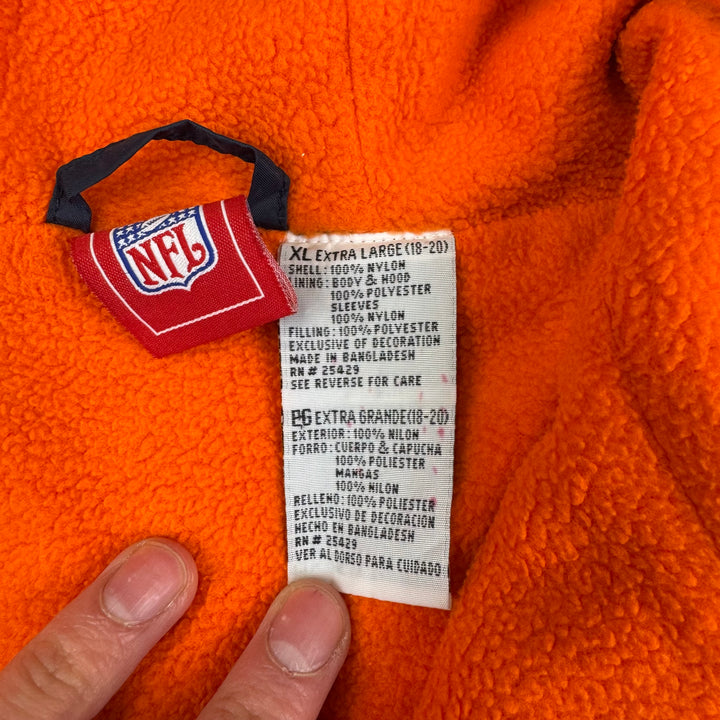 NFL
XL EXTRA LARGE (18-20)
SHELL: 100% NYLON
LINING: BODY & HOOD
100% POLYESTER
SLEEVES
100% NYLON
FILLING: 100% POLYESTER
EXCLUSIVE OF DECORATION
MADE IN BANGLADESH
RN # 25429
SEE REVERSE FOR CARE
EG EXTRA GRANDE (18-20)
EXTERIOR: 100% NILON
FORRO: CUERPO & CAPUCHA
100% POLIESTER
MANGAS
100% NILON
RELLENO: 100% POLIESTER
EXCLUSIVO DE DECORACION
HECHO EN BANGLADESH
RN # 25429
VER AL DORSO PARA CUIDADO